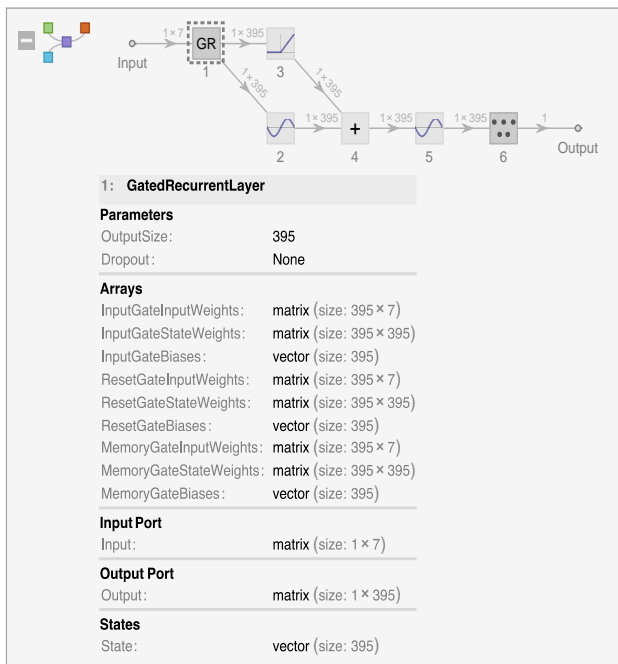 1×7
1×395
Input
GR
1
3
1×395
1×395
1×395
1×395
1×395
1
+
2
4
5
6
Output
1: GatedRecurrentLayer
Parameters
OutputSize: 395
Dropout: None
Arrays
InputGateInputWeights: matrix (size: 395×7)
InputGateStateWeights: matrix (size: 395×395)
InputGateBiases: vector (size: 395)
ResetGateInputWeights: matrix (size: 395×7)
ResetGateStateWeights: matrix (size: 395×395)
ResetGateBiases: vector (size: 395)
MemoryGateInputWeights: matrix (size: 395×7)
MemoryGateStateWeights: matrix (size: 395×395)
MemoryGateBiases: vector (size: 395)
Input Port
Input: matrix (size: 1×7)
Output Port
Output: matrix (size: 1×395)
States
State: vector (size: 395)